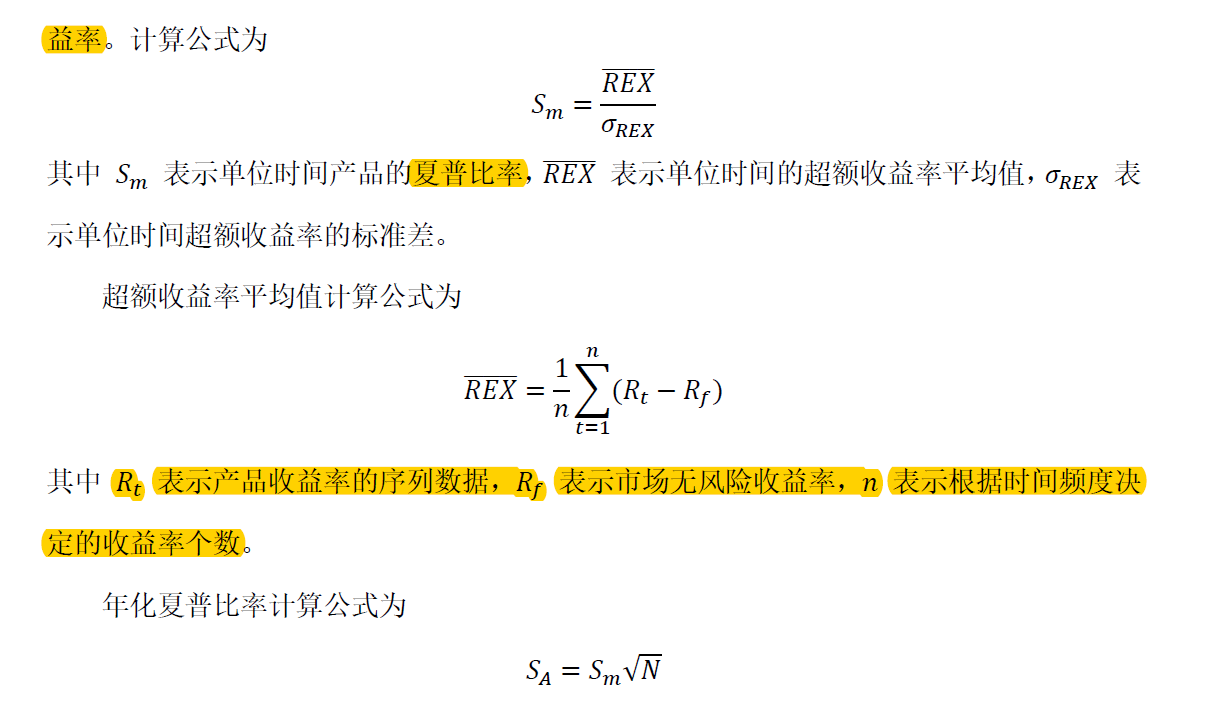 益率。计算公式为
$S_m = \frac{\overline{REX}}{\sigma_{REX}}$
其中 $S_m$ 表示单位时间产品的夏普比率，$\overline{REX}$ 表示单位时间的超额收益率平均值，$\sigma_{REX}$ 表
示单位时间超额收益率的标准差。
超额收益率平均值计算公式为
$\overline{REX} = \frac{1}{n}\sum_{t=1}^{n}(R_t - R_f)$
其中 $R_t$ 表示产品收益率的序列数据，$R_f$ 表示市场无风险收益率，$n$ 表示根据时间频度决
定的收益率个数。
年化夏普比率计算公式为
$S_A = S_m\sqrt{N}$